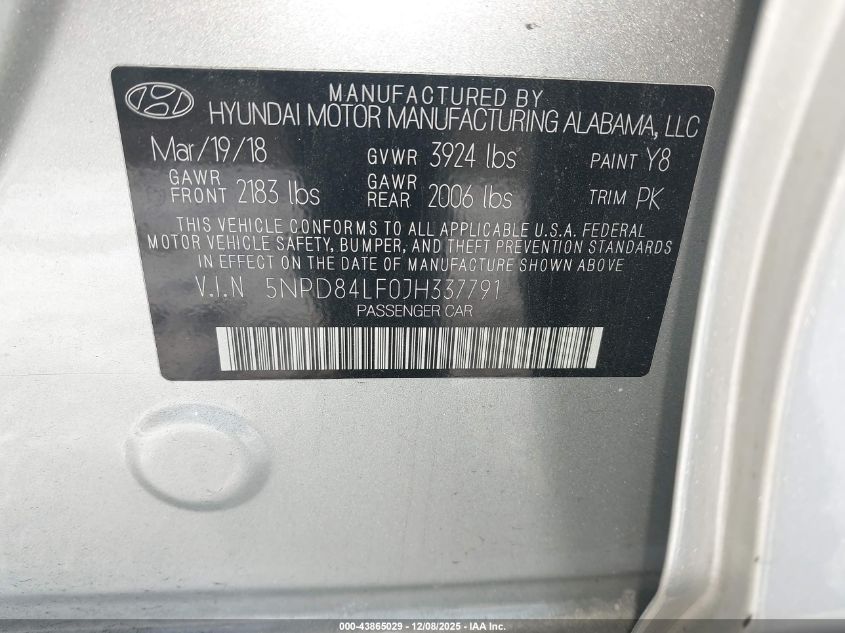 MANUFACTURED BY
HYUNDAI MOTOR MANUFACTURING ALABAMA, LLC
Mar/19/18 GVWR 3924 lbs PAINT Y8
GAWR FRONT 2183 lbs GAWR REAR 2006 lbs TRIM PK
THIS VEHICLE CONFORMS TO ALL APPLICABLE U.S.A. FEDERAL
MOTOR VEHICLE SAFETY, BUMPER, AND THEFT PREVENTION STANDARDS
IN EFFECT ON THE DATE OF MANUFACTURE SHOWN ABOVE
V.I.N 5NPD84LF0JH337791
PASSENGER CAR
000-43865029 | 12/08/2025 | IAA Inc.